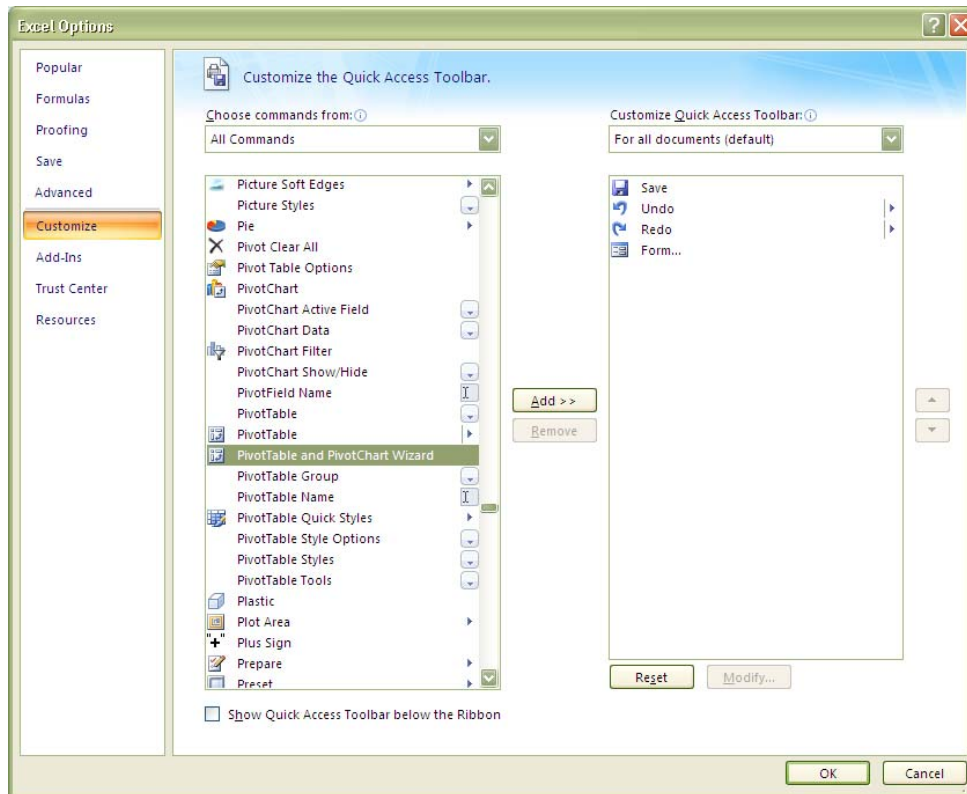 Excel Options
Popular
Formulas
Proofing
Save
Advanced
Customize
Add-Ins
Trust Center
Resources
Customize the Quick Access Toolbar.
Choose commands from:
All Commands
Picture Soft Edges
Picture Styles
Pie
Pivot Clear All
Pivot Table Options
PivotChart
PivotChart Active Field
PivotChart Data
PivotChart Filter
PivotChart Show/Hide
PivotField Name
PivotTable
PivotTable
PivotTable and PivotChart Wizard
PivotTable Group
PivotTable Name
PivotTable Quick Styles
PivotTable Style Options
PivotTable Styles
PivotTable Tools
Plastic
Plot Area
"+" Plus Sign
Prepare
Preset
Show Quick Access Toolbar below the Ribbon
Add >>
Remove
Customize Quick Access Toolbar:
For all documents (default)
Save
Undo
Redo
Form...
Reset
Modify...
OK
Cancel